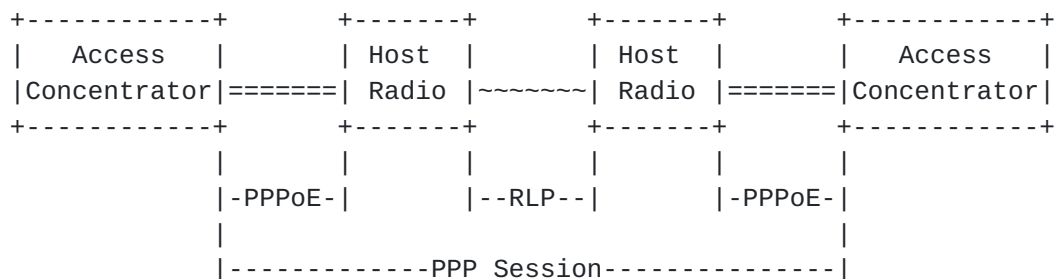 +------------+       +-------+       +-------+       +------------+
|   Access   |       | Host  |       | Host  |       |   Access   |
|Concentrator|=======| Radio |~~~~~~~| Radio |=======|Concentrator|
+------------+       +-------+       +-------+       +------------+
             |       |       |       |       |       |
             |-PPPoE-|       |--RLP--|       |-PPPoE-|
             |                                       |
             |-------------PPP Session---------------|